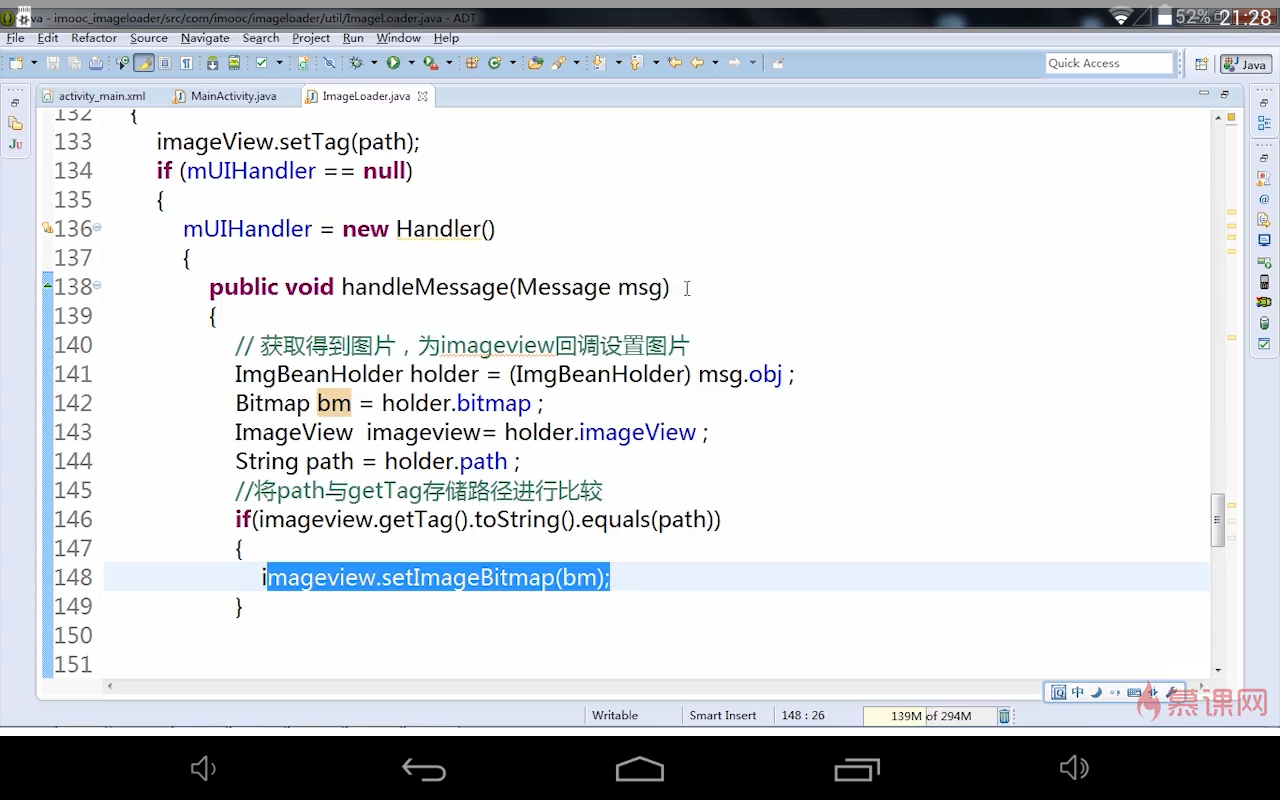 va - imooc_imageloader/src/com/imooc/imageloader/util/ImageLoader.java - ADT
52% 21:28
File Edit Refactor Source Navigate Search Project Run Window Help
Quick Access
Java
activity_main.xml MainActivity.java ImageLoader.java
132 {
133 imageView.setTag(path);
134 if (mUIHandler == null)
135 {
136 mUIHandler = new Handler()
137 {
138 public void handleMessage(Message msg)
139 {
140 // 获取得到图片，为imageview回调设置图片
141 ImgBeanHolder holder = (ImgBeanHolder) msg.obj ;
142 Bitmap bm = holder.bitmap ;
143 ImageView imageview= holder.imageView ;
144 String path = holder.path ;
145 //将path与getTag存储路径进行比较
146 if(imageview.getTag().toString().equals(path))
147 {
148 imageview.setImageBitmap(bm);
149 }
150
151
中
慕课网
Writable Smart Insert 148 : 26 139M of 294M